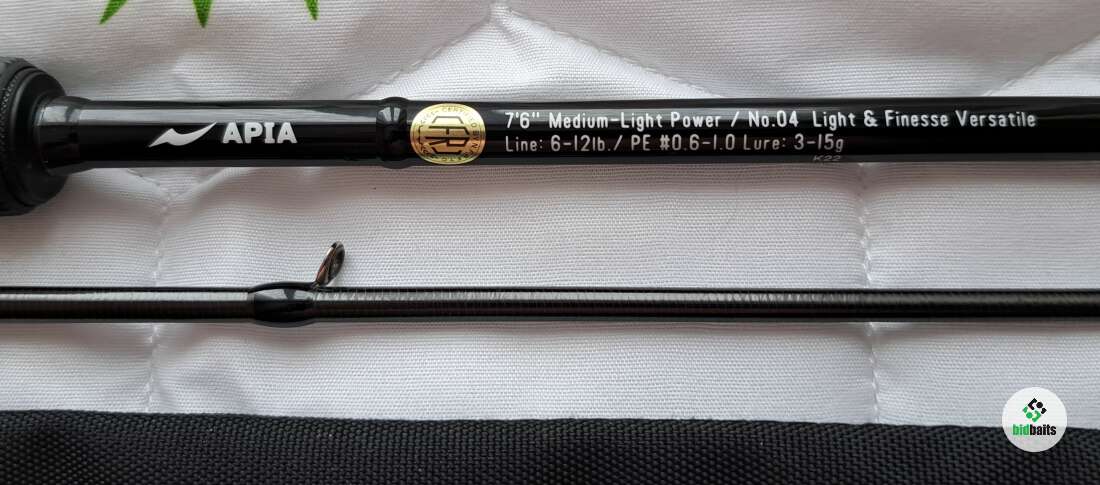 APIA
7'6" Medium-Light Power / No.04 Light & Finesse Versatile
Line: 6-12lb./ PE #0.6-1.0 Lure: 3-15g
K22
bidbaits